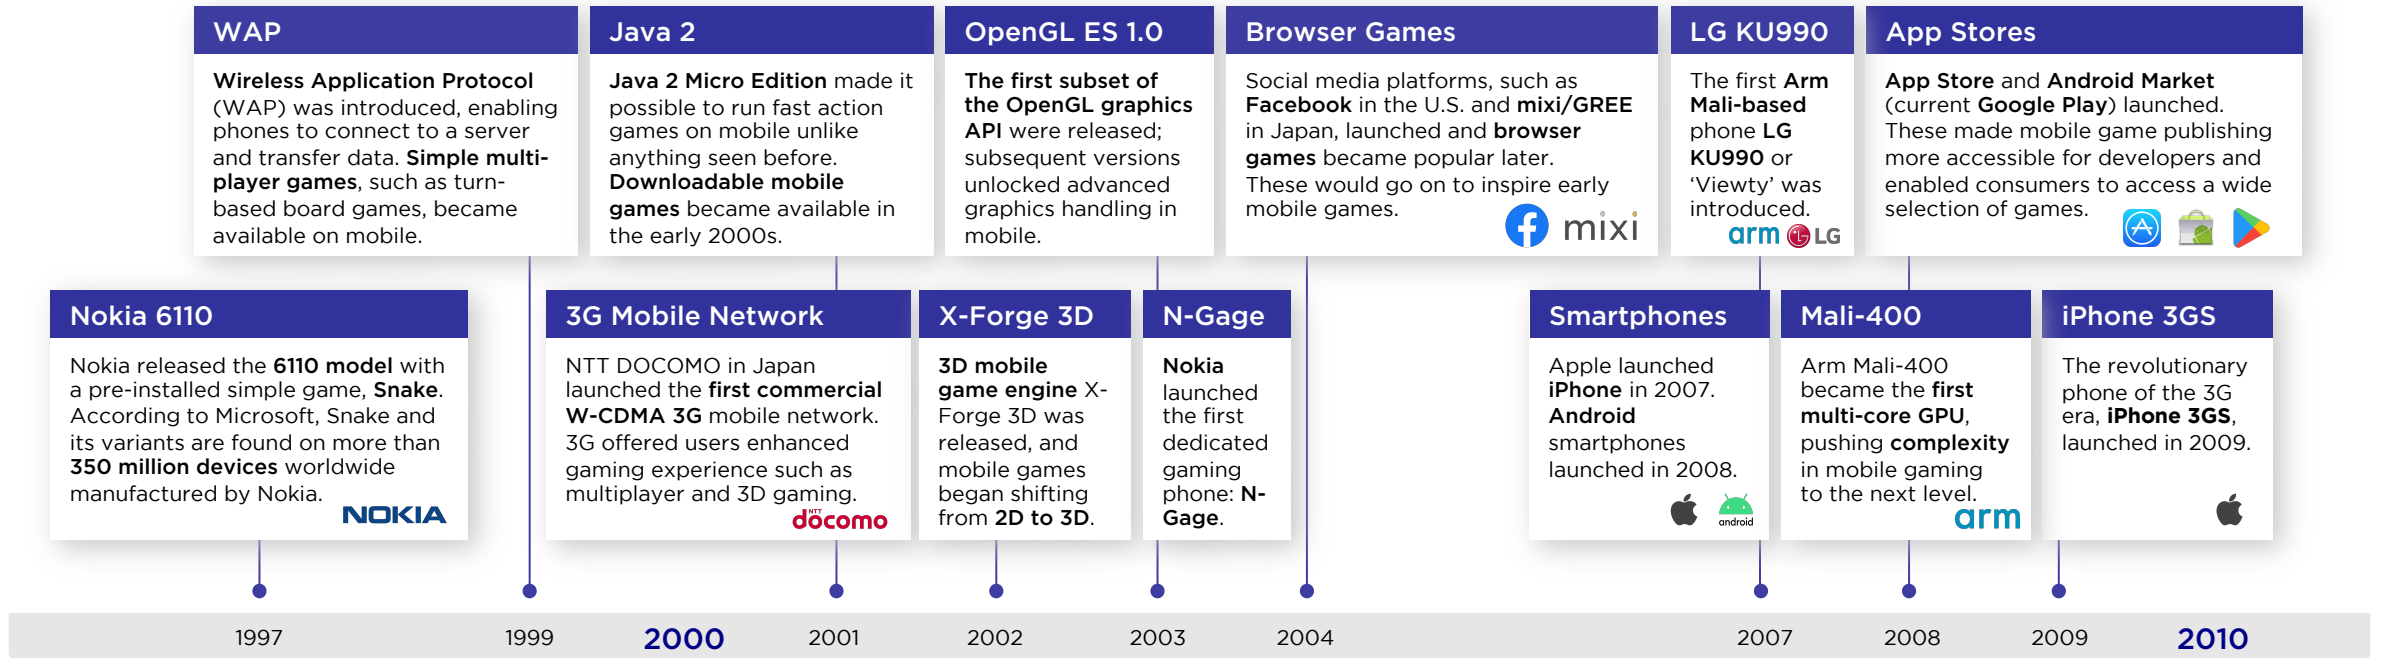 WAP
Wireless Application Protocol
(WAP) was introduced, enabling
phones to connect to a server
and transfer data. Simple multi-
player games, such as turn-
based board games, became
available on mobile.
Java 2
Java 2 Micro Edition made it
possible to run fast action
games on mobile unlike
anything seen before.
Downloadable mobile
games became available in
the early 2000s.
OpenGL ES 1.0
The first subset of
the OpenGL graphics
API were released;
subsequent versions
unlocked advanced
graphics handling in
mobile.
Browser Games
Social media platforms, such as
Facebook in the U.S. and mixi/GREE
in Japan, launched and browser
games became popular later.
These would go on to inspire early
mobile games.
mixi
LG KU990
The first Arm
Mali-based
phone LG
KU990 or
‘Viewty’ was
introduced.
arm LG
App Stores
App Store and Android Market
(current Google Play) launched.
These made mobile game publishing
more accessible for developers and
enabled consumers to access a wide
selection of games.
Nokia 6110
Nokia released the 6110 model with
a pre-installed simple game, Snake.
According to Microsoft, Snake and
its variants are found on more than
350 million devices worldwide
manufactured by Nokia.
NOKIA
3G Mobile Network
NTT DOCOMO in Japan
launched the first commercial
W-CDMA 3G mobile network.
3G offered users enhanced
gaming experience such as
multiplayer and 3D gaming.
NTT
döcomo
X-Forge 3D
3D mobile
game engine X-
Forge 3D was
released, and
mobile games
began shifting
from 2D to 3D.
N-Gage
Nokia
launched
the first
dedicated
gaming
phone: N-
Gage.
Smartphones
Apple launched
iPhone in 2007.
Android
smartphones
launched in 2008.
android
Mali-400
Arm Mali-400
became the first
multi-core GPU,
pushing complexity
in mobile gaming
to the next level.
arm
iPhone 3GS
The revolutionary
phone of the 3G
era, iPhone 3GS,
launched in 2009.
1997 1999 2000 2001 2002 2003 2004 2007 2008 2009 2010